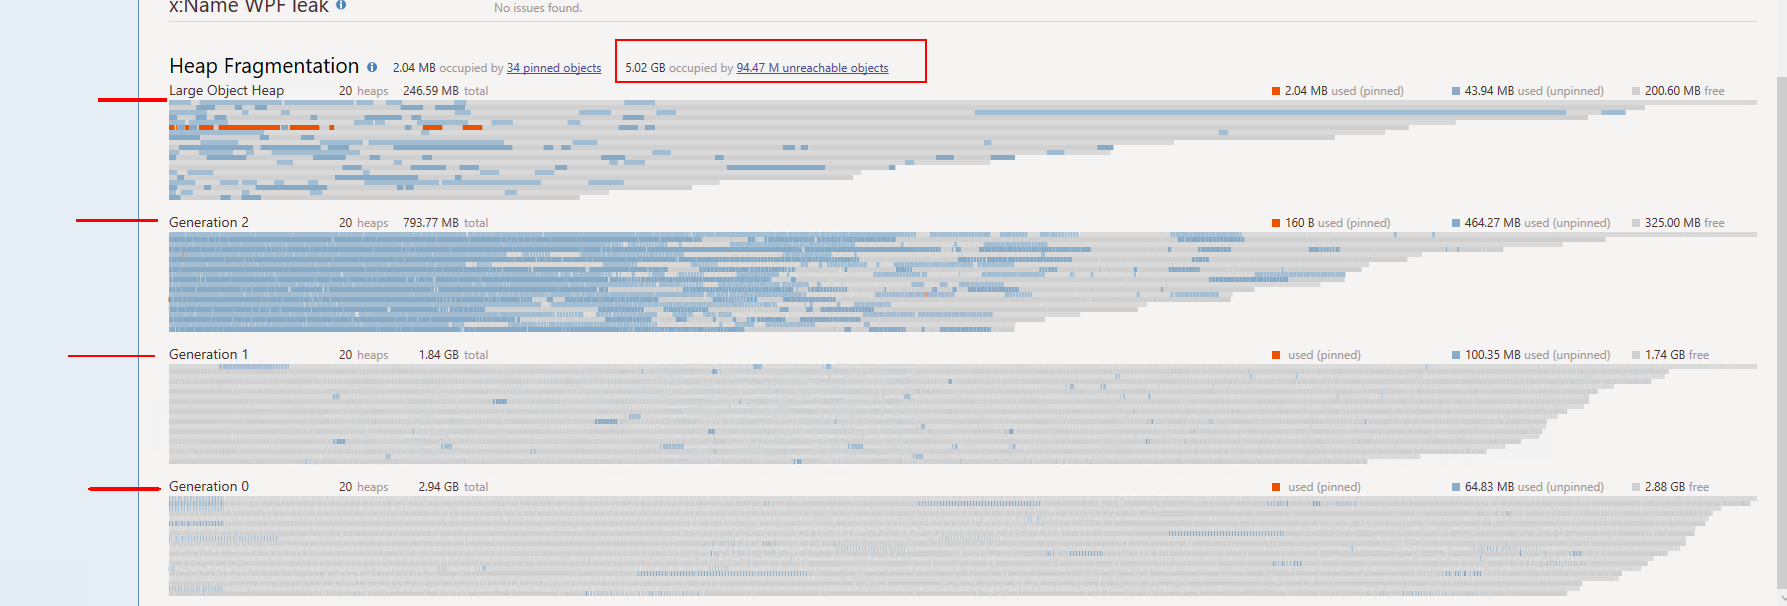 x:Name WPF leak No issues found.
Heap Fragmentation 2.04 MB occupied by 34 pinned objects 5.02 GB occupied by 94.47 M unreachable objects
Large Object Heap 20 heaps 246.59 MB total 2.04 MB used (pinned) 43.94 MB used (unpinned) 200.60 MB free
Generation 2 20 heaps 793.77 MB total 160 B used (pinned) 464.27 MB used (unpinned) 325.00 MB free
Generation 1 20 heaps 1.84 GB total used (pinned) 100.35 MB used (unpinned) 1.74 GB free
Generation 0 20 heaps 2.94 GB total used (pinned) 64.83 MB used (unpinned) 2.88 GB free